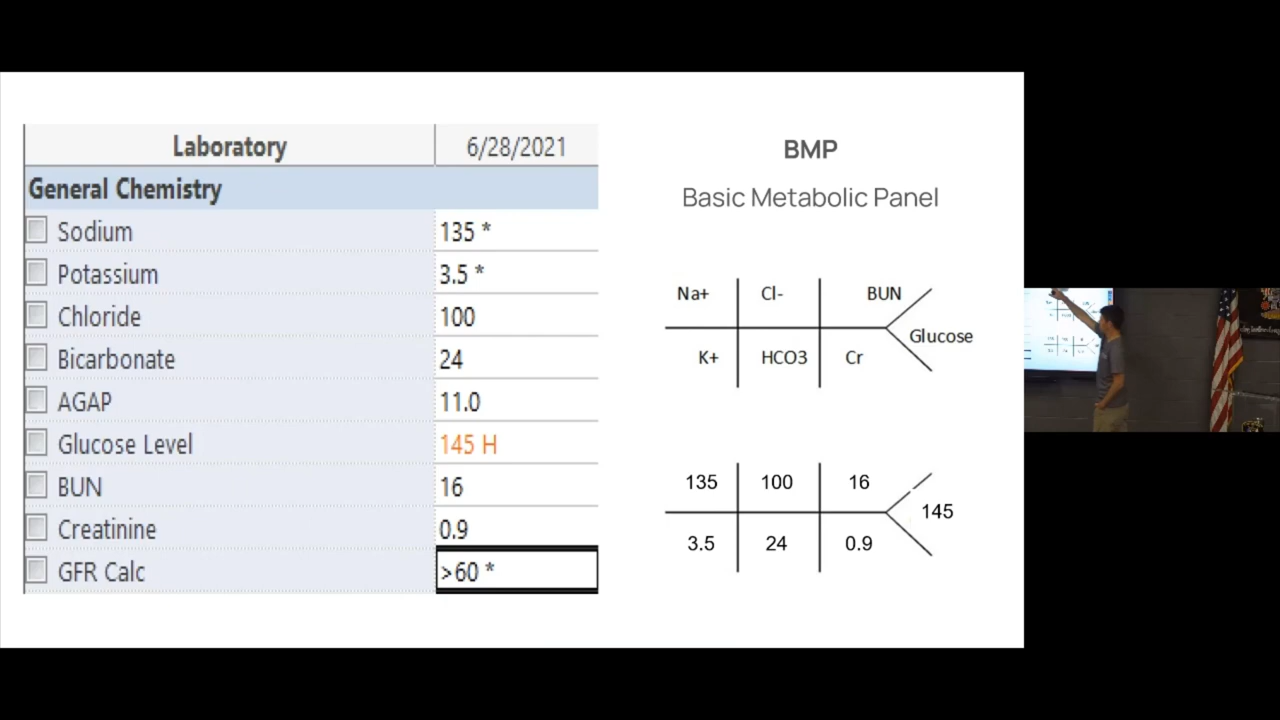 Laboratory 6/28/2021
General Chemistry
Sodium 135 *
Potassium 3.5 *
Chloride 100
Bicarbonate 24
AGAP 11.0
Glucose Level 145 H
BUN 16
Creatinine 0.9
GFR Calc >60 *
BMP
Basic Metabolic Panel
Na+ Cl- BUN
Glucose
K+ HCO3 Cr
135 100 16
145
3.5 24 0.9